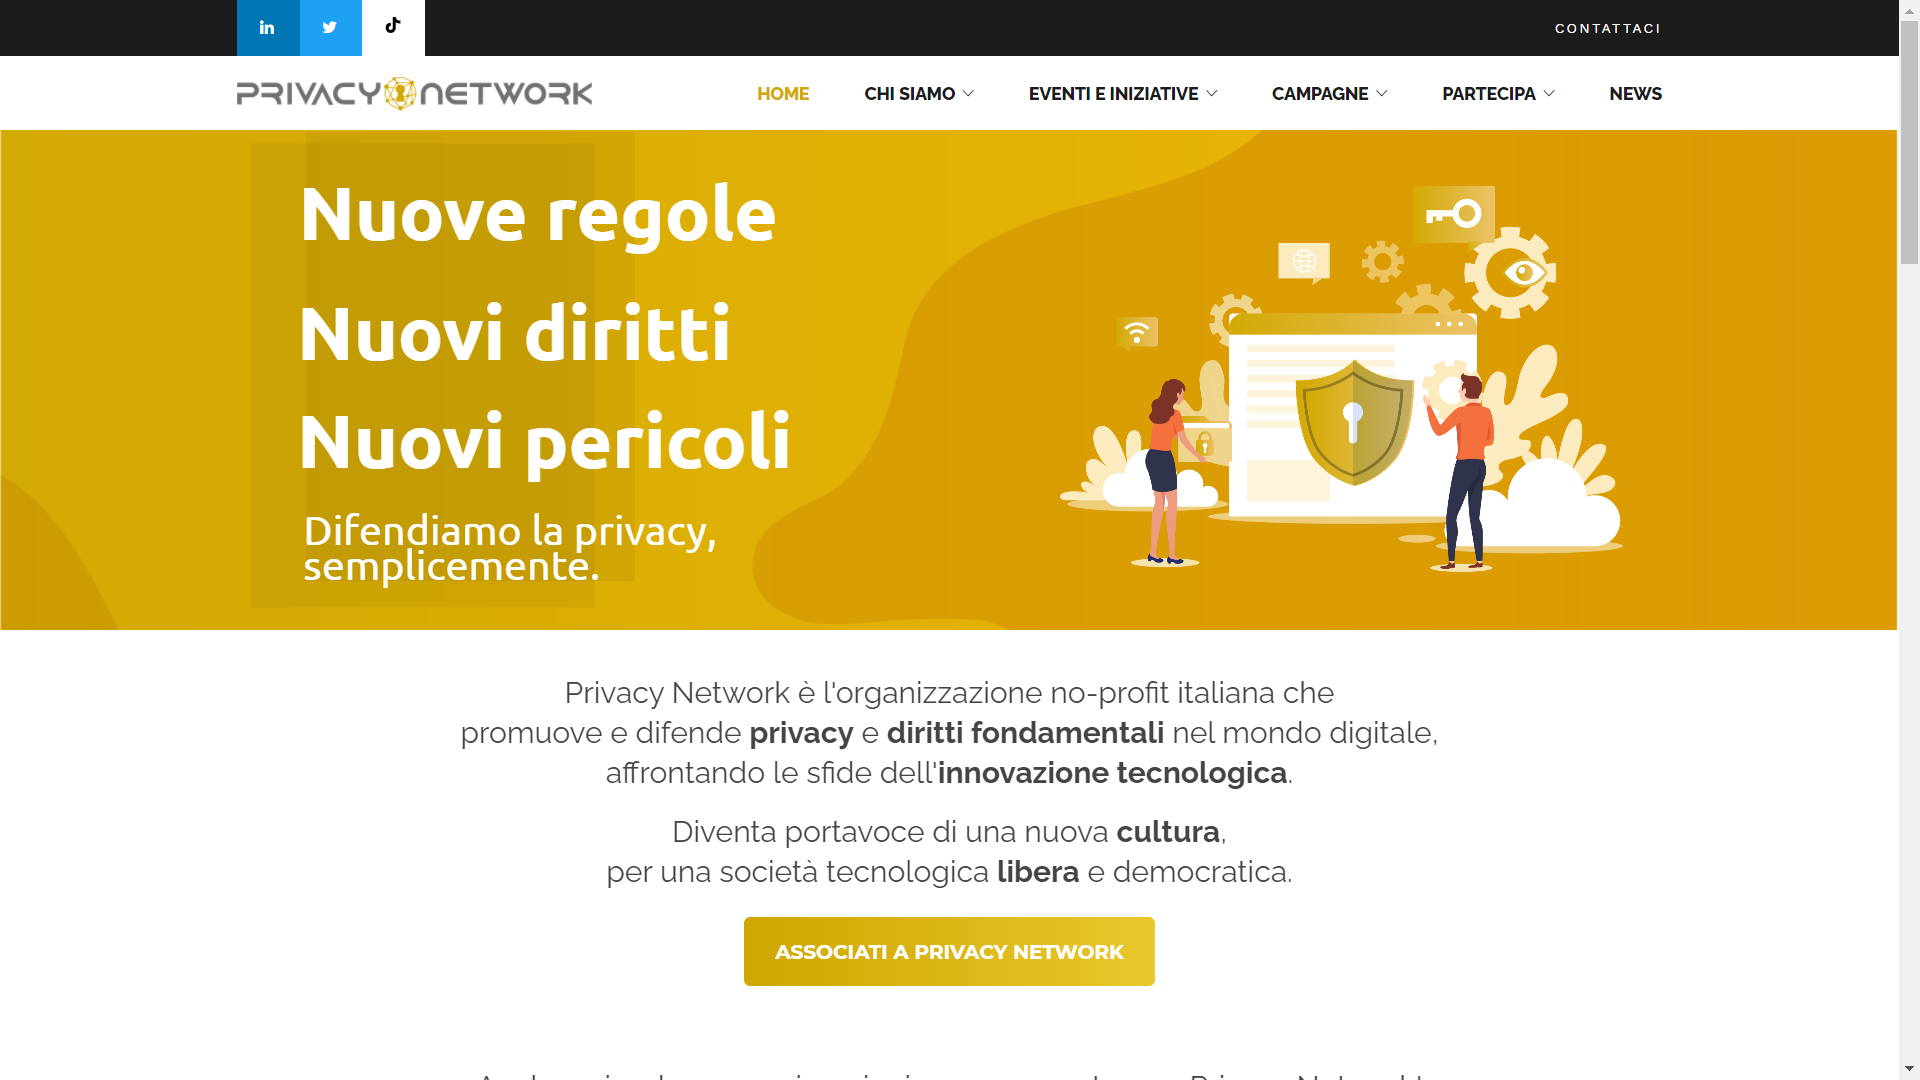 CONTATTACI
PRIVACY NETWORK
HOME
CHI SIAMO
EVENTI E INIZIATIVE
CAMPAGNE
PARTECIPA
NEWS
Nuove regole
Nuovi diritti
Nuovi pericoli
Difendiamo la privacy,
semplicemente.
Privacy Network è l'organizzazione no-profit italiana che
promuove e difende privacy e diritti fondamentali nel mondo digitale,
affrontando le sfide dell'innovazione tecnologica.
Diventa portavoce di una nuova cultura,
per una società tecnologica libera e democratica.
ASSOCIATI A PRIVACY NETWORK